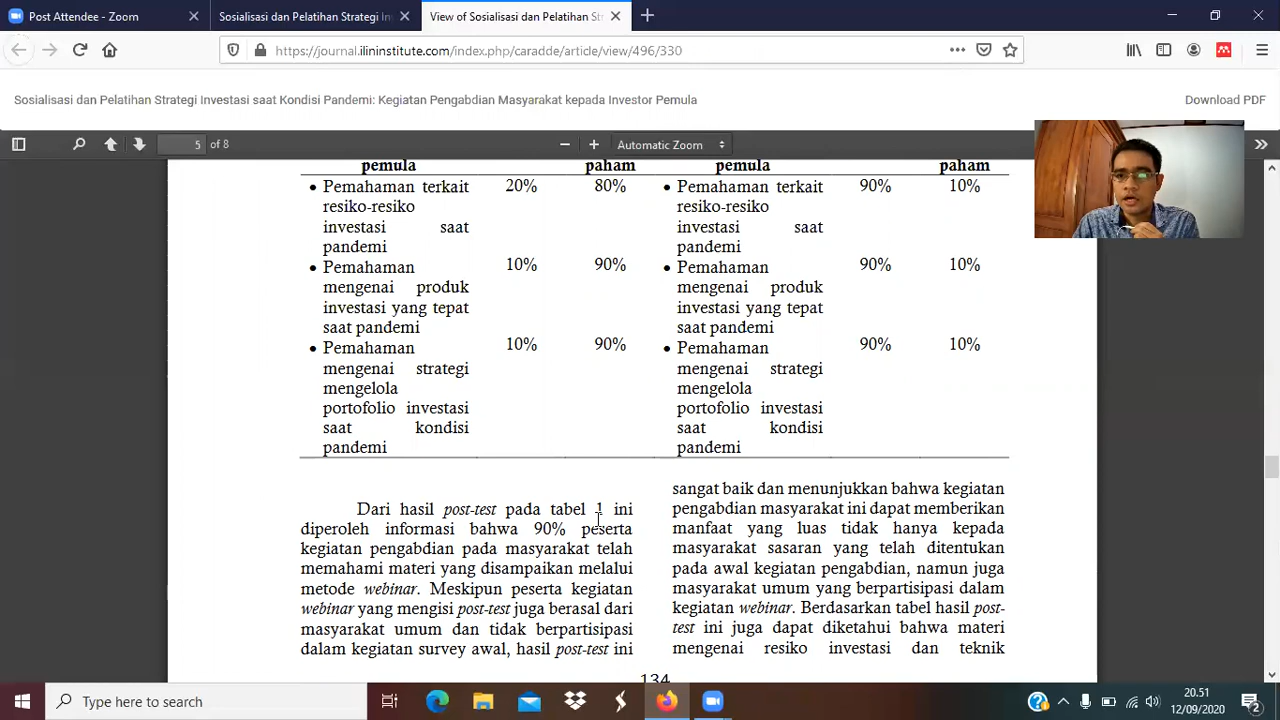 Post Attendee - Zoom
Sosialisasi dan Pelatihan Strategi In
View of Sosialisasi dan Pelatihan St
https://journal.ilininstitute.com/index.php/caradde/article/view/496/330
Sosialisasi dan Pelatihan Strategi Investasi saat Kondisi Pandemi: Kegiatan Pengabdian Masyarakat kepada Investor Pemula
Download PDF
5 of 8
Automatic Zoom
pemula paham pemula paham
• Pemahaman terkait 20% 80% • Pemahaman terkait 90% 10%
resiko-resiko resiko-resiko
investasi saat investasi saat
pandemi pandemi
• Pemahaman 10% 90% • Pemahaman 90% 10%
mengenai produk mengenai produk
investasi yang tepat investasi yang tepat
saat pandemi saat pandemi
• Pemahaman 10% 90% • Pemahaman 90% 10%
mengenai strategi mengenai strategi
mengelola mengelola
portofolio investasi portofolio investasi
saat kondisi saat kondisi
pandemi pandemi
Dari hasil post-test pada tabel 1 ini
diperoleh informasi bahwa 90% peserta
kegiatan pengabdian pada masyarakat telah
memahami materi yang disampaikan melalui
metode webinar. Meskipun peserta kegiatan
webinar yang mengisi post-test juga berasal dari
masyarakat umum dan tidak berpartisipasi
dalam kegiatan survey awal, hasil post-test ini
sangat baik dan menunjukkan bahwa kegiatan
pengabdian masyarakat ini dapat memberikan
manfaat yang luas tidak hanya kepada
masyarakat sasaran yang telah ditentukan
pada awal kegiatan pengabdian, namun juga
masyarakat umum yang berpartisipasi dalam
kegiatan webinar. Berdasarkan tabel hasil post-
test ini juga dapat diketahui bahwa materi
mengenai resiko investasi dan teknik
134
Type here to search
20.51
12/09/2020
2